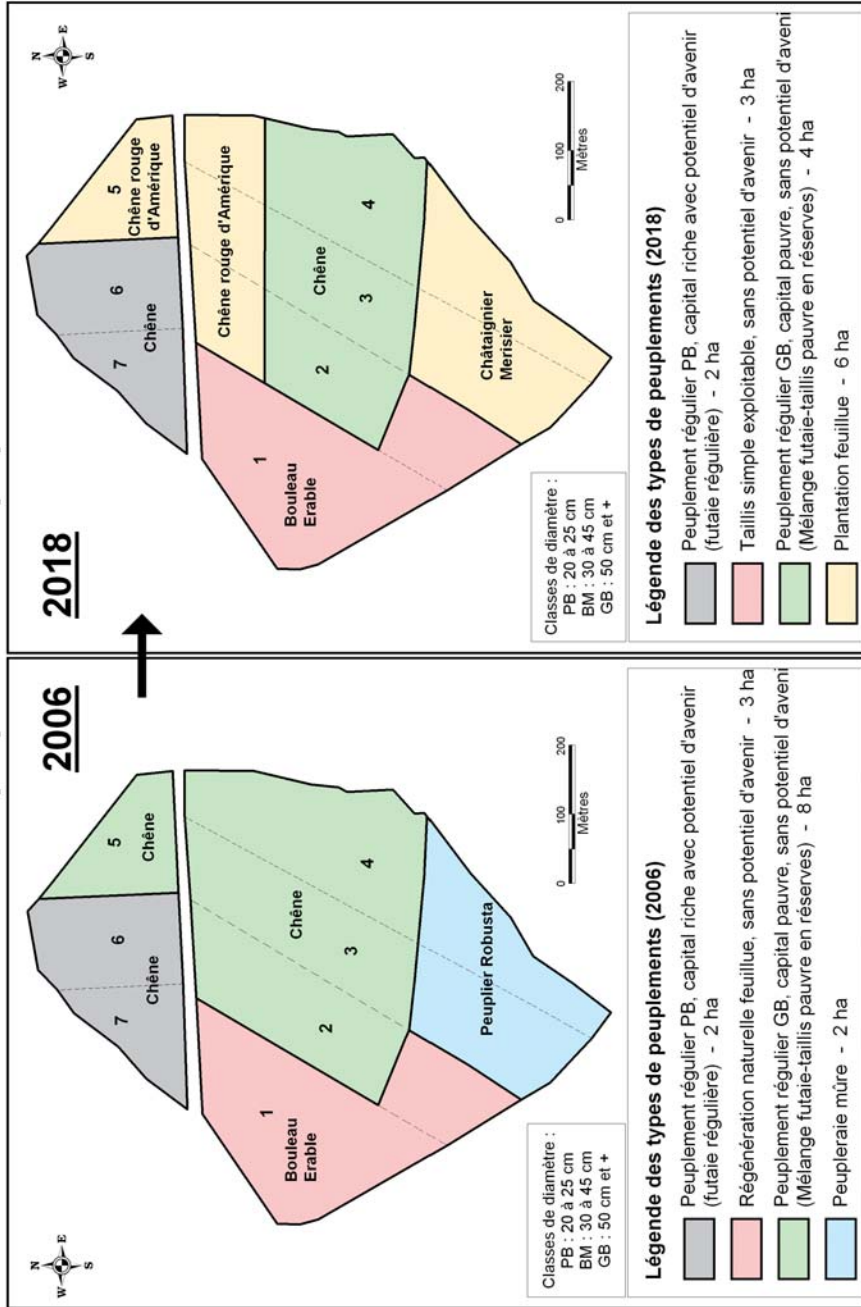 2006
N
W
E
S
7
6
Chêne
5
Chêne
1
Bouleau
Erable
2
3
4
Chêne
Peuplier Robusta
0
100
200
Mètres
Classes de diamètre :
PB : 20 à 25 cm
BM : 30 à 45 cm
GB : 50 cm et +
Légende des types de peuplements (2006)
Peuplement régulier PB, capital riche avec potentiel d'avenir
(futaie régulière) - 2 ha
Régénération naturelle feuillue, sans potentiel d'avenir - 3 ha
Peuplement régulier GB, capital pauvre, sans potentiel d'aveni
(Mélange futaie-taillis pauvre en réserves) - 8 ha
Peupleraie mûre - 2 ha
2018
N
W
E
S
7
6
Chêne
5
Chêne rouge
d'Amérique
Chêne rouge d'Amérique
1
Bouleau
Erable
2
3
4
Chêne
Châtaignier
Merisier
0
100
200
Mètres
Classes de diamètre :
PB : 20 à 25 cm
BM : 30 à 45 cm
GB : 50 cm et +
Légende des types de peuplements (2018)
Peuplement régulier PB, capital riche avec potentiel d'avenir
(futaie régulière) - 2 ha
Taillis simple exploitable, sans potentiel d'avenir - 3 ha
Peuplement régulier GB, capital pauvre, sans potentiel d'aveni
(Mélange futaie-taillis pauvre en réserves) - 4 ha
Plantation feuillue - 6 ha